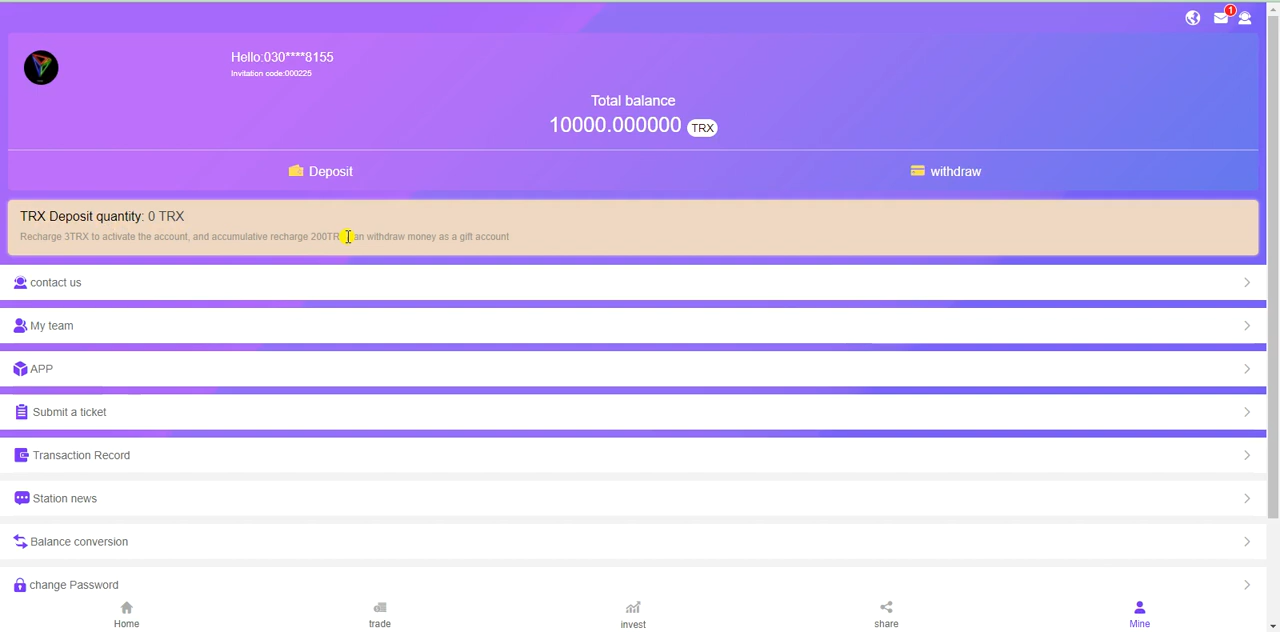 1
Hello:030****8155
Invitation code:000225
Total balance
10000.000000 TRX
Deposit
withdraw
TRX Deposit quantity: 0 TRX
Recharge 3TRX to activate the account, and accumulative recharge withdraw money as a gift account
contact us
My team
APP
Submit a ticket
Transaction Record
Station news
Balance conversion
change Password
Home
trade
invest
share
Mine